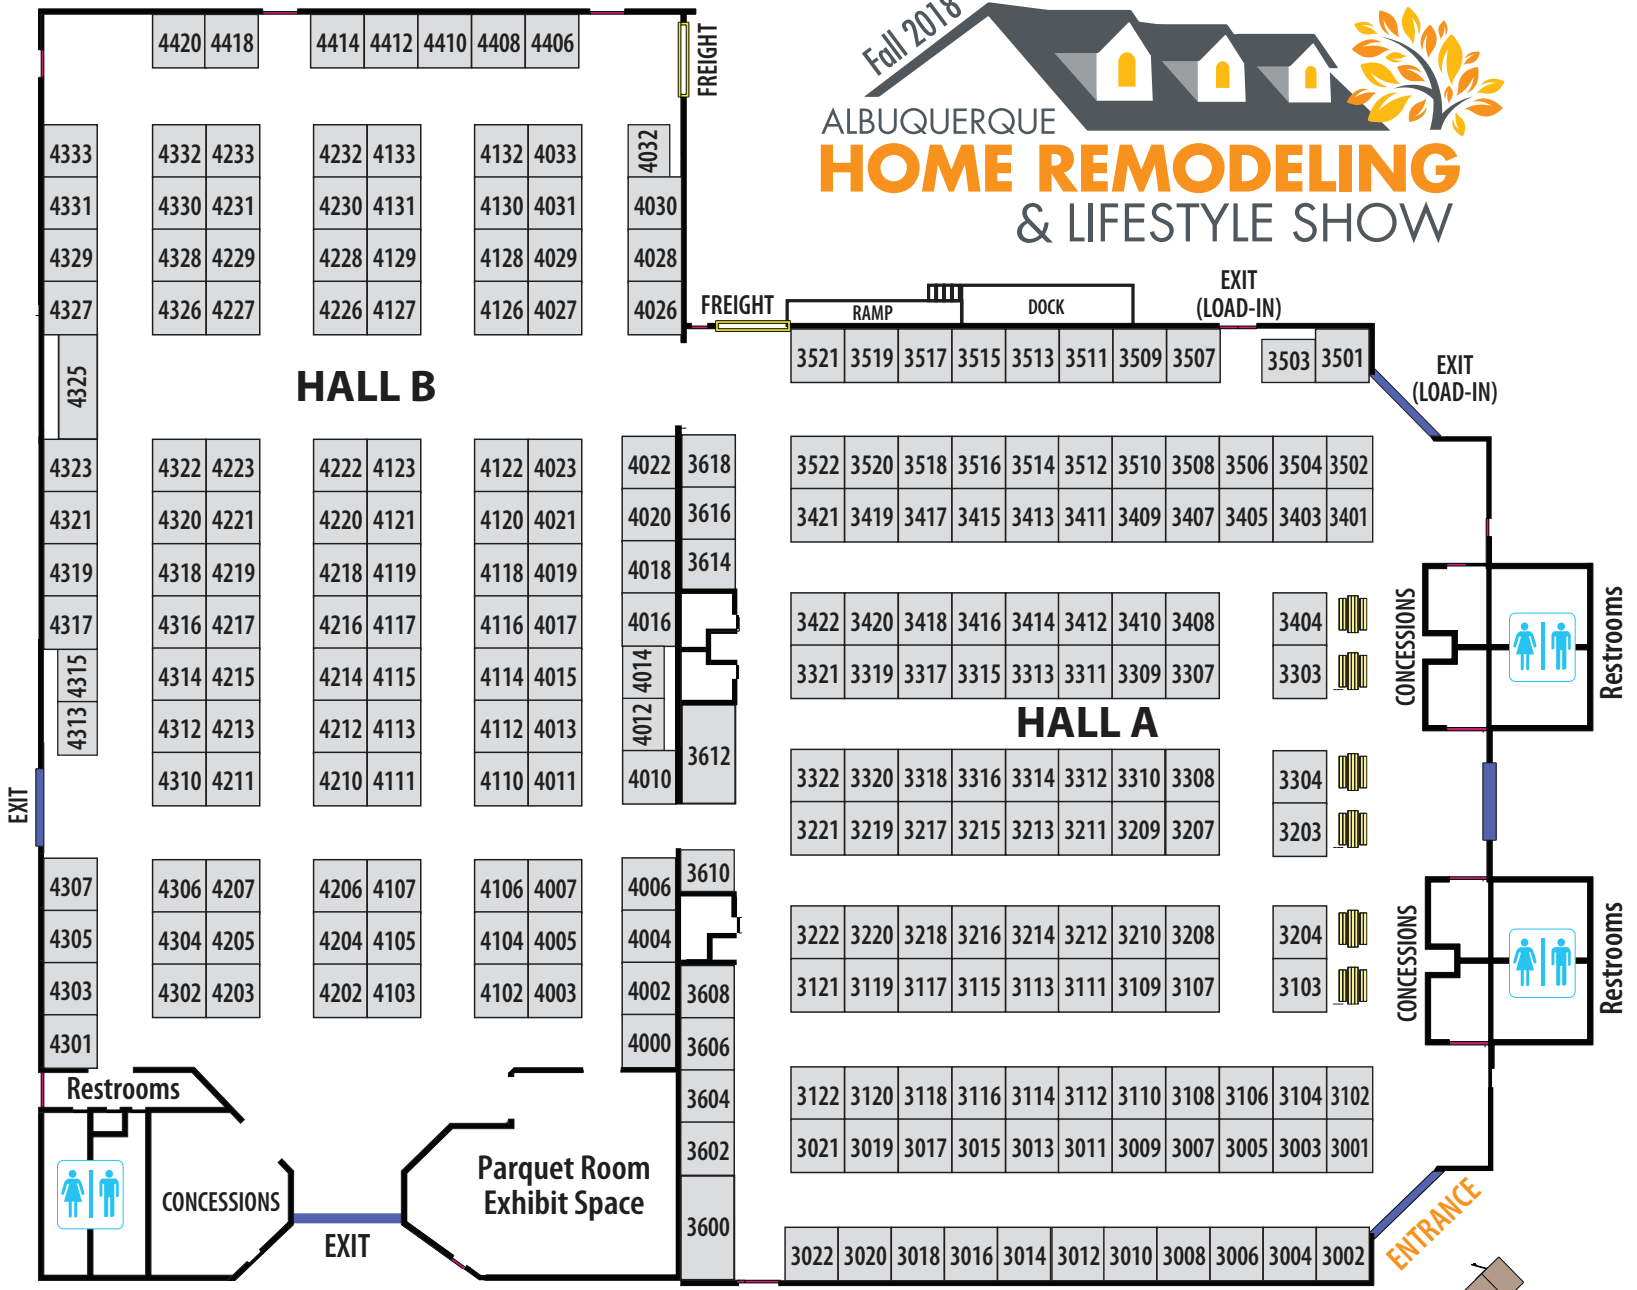 Fall 2018
ALBUQUERQUE
HOME REMODELING
& LIFESTYLE SHOW
4420 4418 4414 4412 4410 4408 4406
FREIGHT
4333 4332 4233 4232 4133 4132 4033 4032
4331 4330 4231 4230 4131 4130 4031 4030
4329 4328 4229 4228 4129 4128 4029 4028
4327 4326 4227 4226 4127 4126 4027 4026
4325
HALL B
4323 4322 4223 4222 4123 4122 4023 4022
4321 4320 4221 4220 4121 4120 4021 4020
4319 4318 4219 4218 4119 4118 4019 4018
4317 4316 4217 4216 4117 4116 4017 4016
4315 4314 4215 4214 4115 4114 4015 4014
4313 4312 4213 4212 4113 4112 4013 4012
4310 4211 4210 4111 4110 4011 4010
EXIT
4307 4306 4207 4206 4107 4106 4007 4006
4305 4304 4205 4204 4105 4104 4005 4004
4303 4302 4203 4202 4103 4102 4003 4002
4301 4000
Restrooms
CONCESSIONS
EXIT
Parquet Room
Exhibit Space
3618
3616
3614
3612
3610
3608
3606
3604
3602
3600
FREIGHT
RAMP
DOCK
EXIT
(LOAD-IN)
EXIT
(LOAD-IN)
3521 3519 3517 3515 3513 3511 3509 3507 3503 3501
3522 3520 3518 3516 3514 3512 3510 3508 3506 3504 3502
3421 3419 3417 3415 3413 3411 3409 3407 3405 3403 3401
3422 3420 3418 3416 3414 3412 3410 3408 3404
3321 3319 3317 3315 3313 3311 3309 3307 3303
CONCESSIONS
Restrooms
HALL A
3322 3320 3318 3316 3314 3312 3310 3308 3304
3221 3219 3217 3215 3213 3211 3209 3207 3203
3222 3220 3218 3216 3214 3212 3210 3208 3204
3121 3119 3117 3115 3113 3111 3109 3107 3103
CONCESSIONS
Restrooms
3122 3120 3118 3116 3114 3112 3110 3108 3106 3104 3102
3021 3019 3017 3015 3013 3011 3009 3007 3005 3003 3001
ENTRANCE
3022 3020 3018 3016 3014 3012 3010 3008 3006 3004 3002